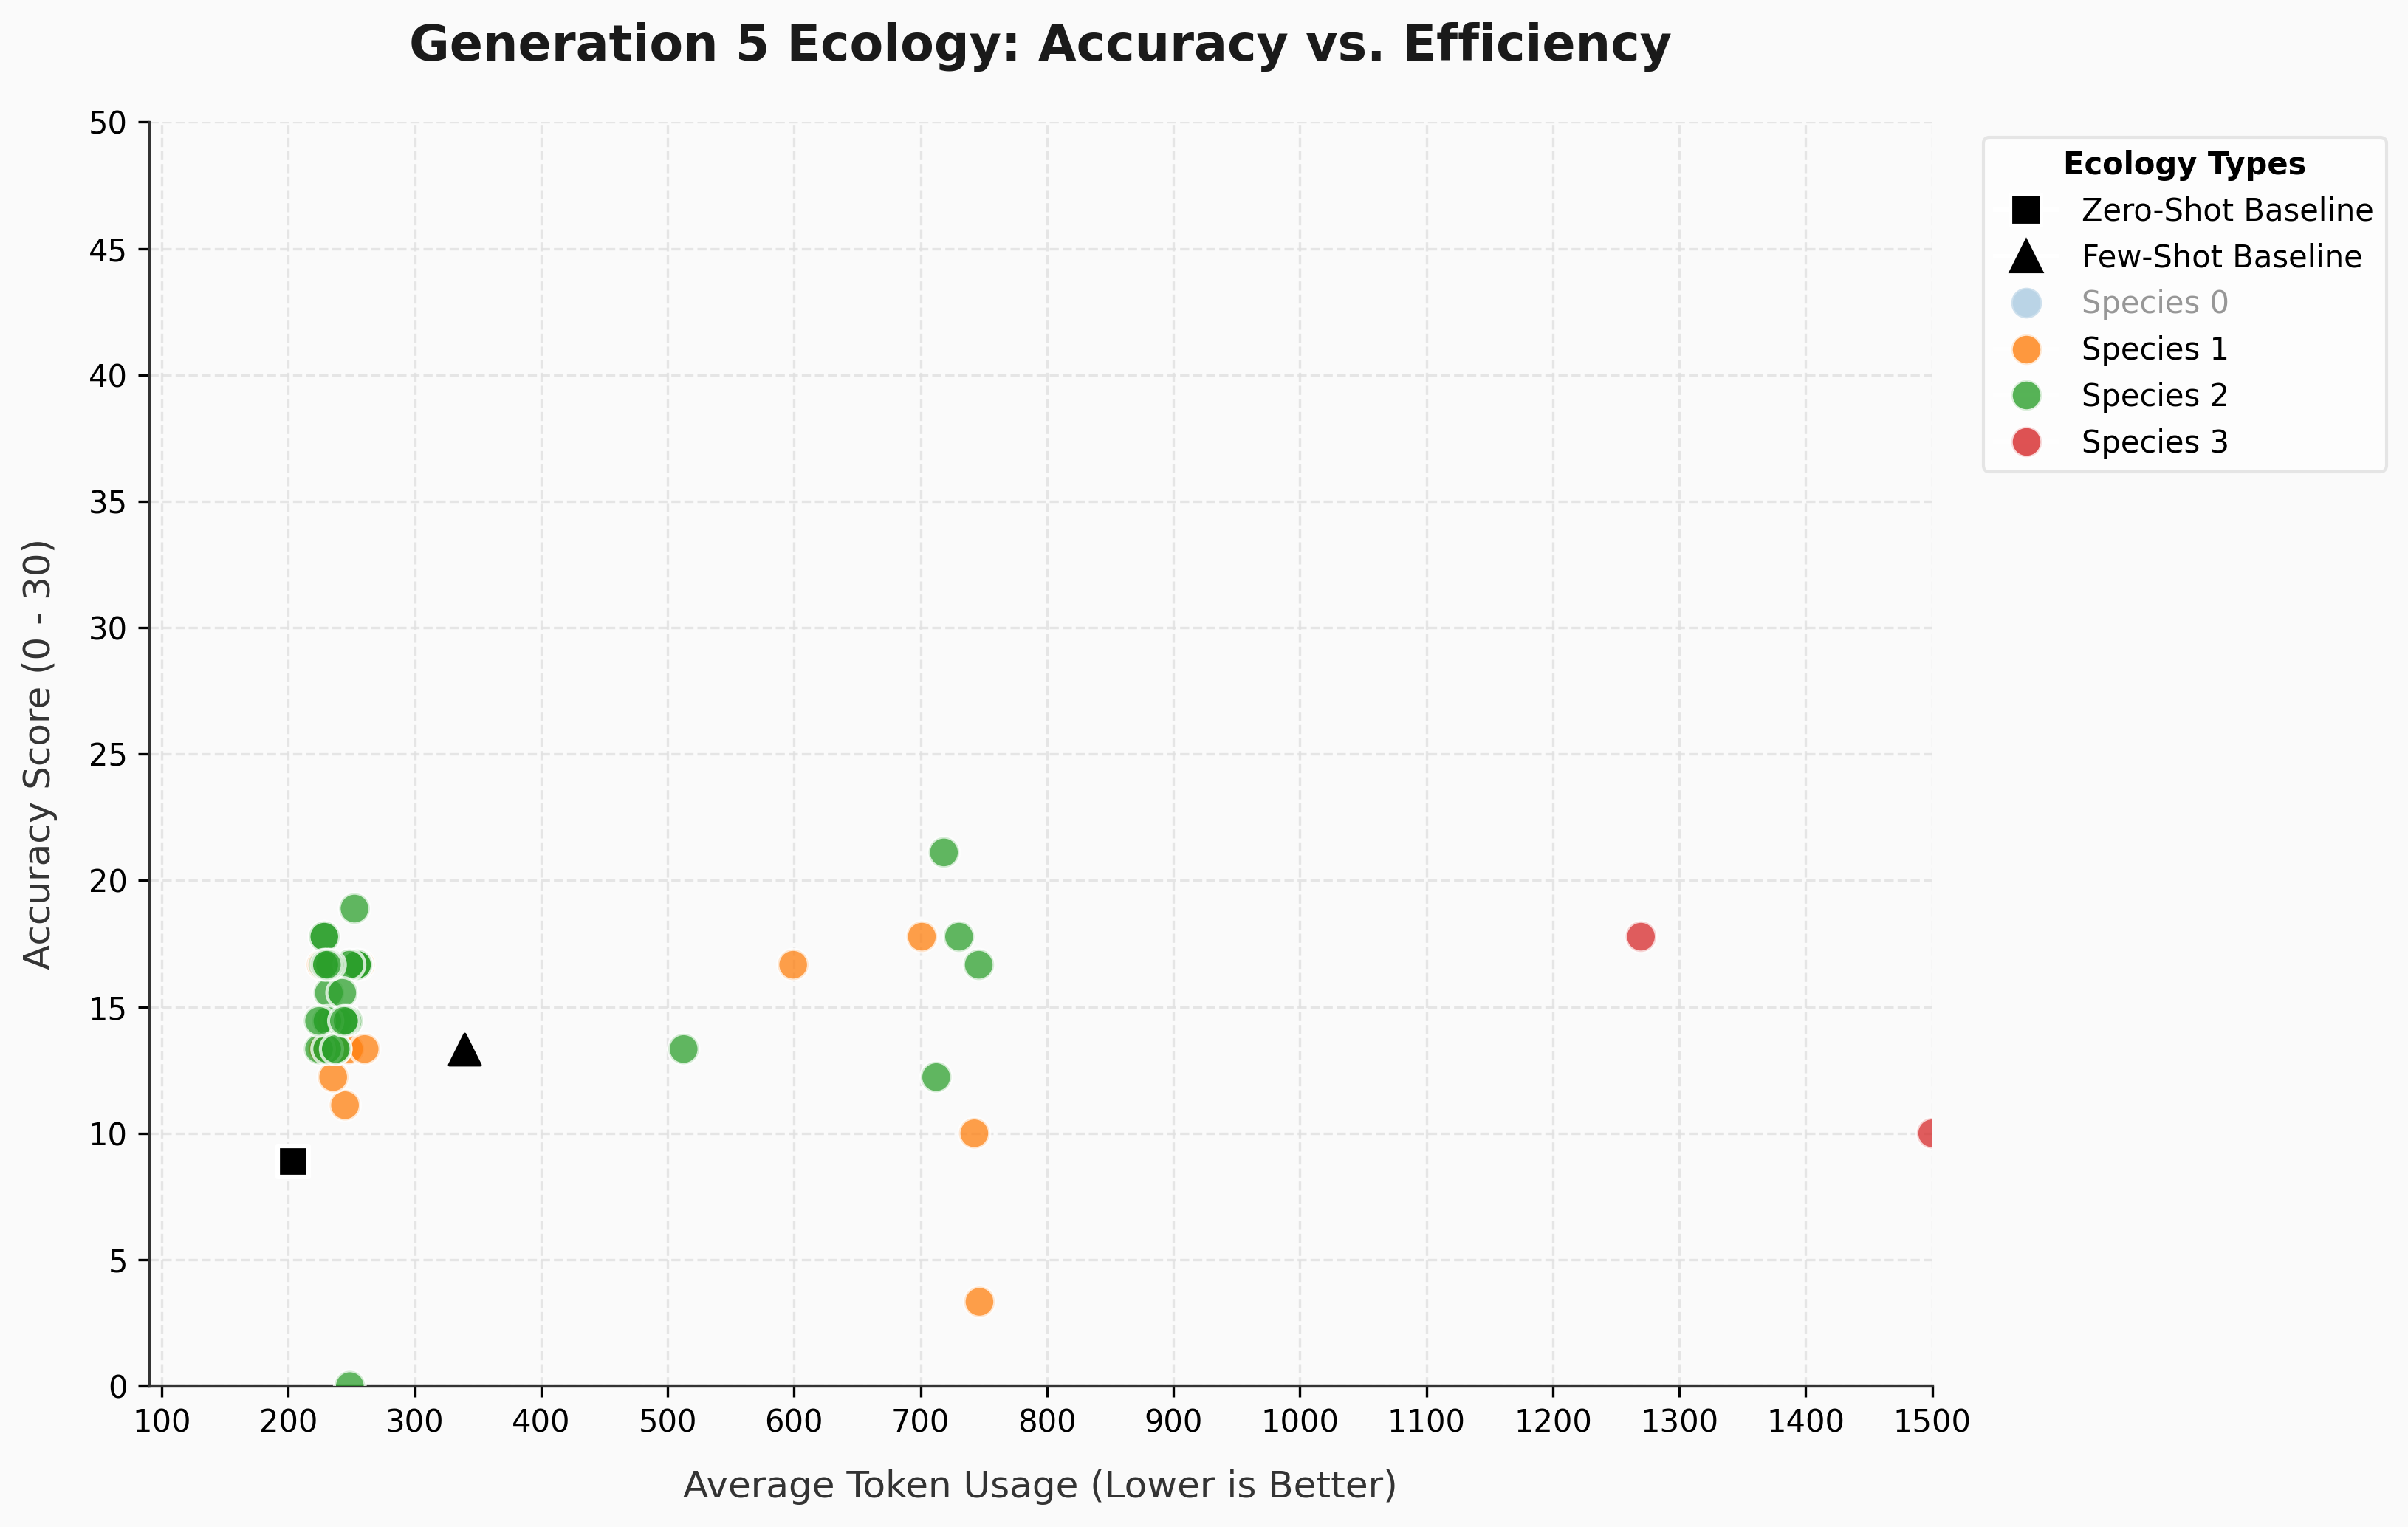 Generation 5 Ecology: Accuracy vs. Efficiency
Accuracy Score (0 - 30)
50
45
40
35
30
25
20
15
10
5
0
100 200 300 400 500 600 700 800 900 1000 1100 1200 1300 1400 1500
Average Token Usage (Lower is Better)
Ecology Types
Zero-Shot Baseline
Few-Shot Baseline
Species 0
Species 1
Species 2
Species 3